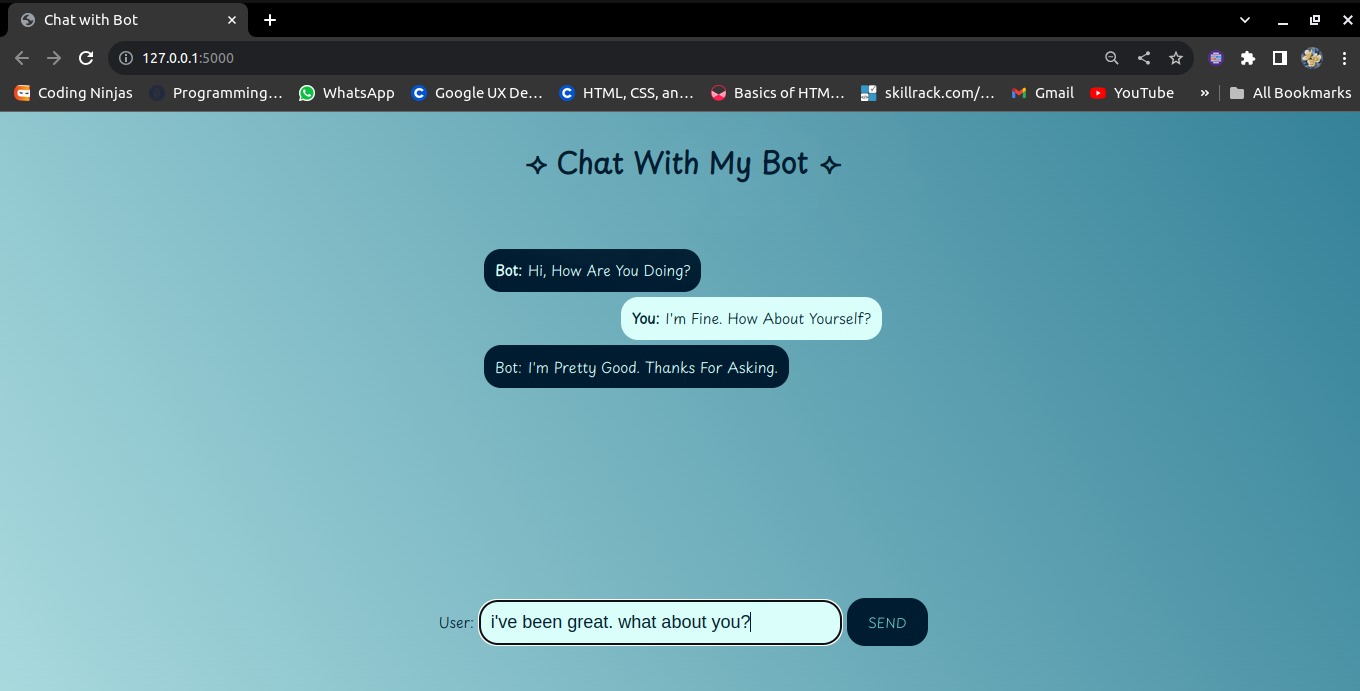 Chat with Bot
127.0.0.1:5000
Coding Ninjas Programming... WhatsApp Google UX De... HTML, CSS, an... Basics of HTM... skillrack.com/... Gmail YouTube » All Bookmarks
✧ Chat With My Bot ✧
Bot: Hi, How Are You Doing?
You: I'm Fine. How About Yourself?
Bot: I'm Pretty Good. Thanks For Asking.
User: i've been great. what about you? SEND